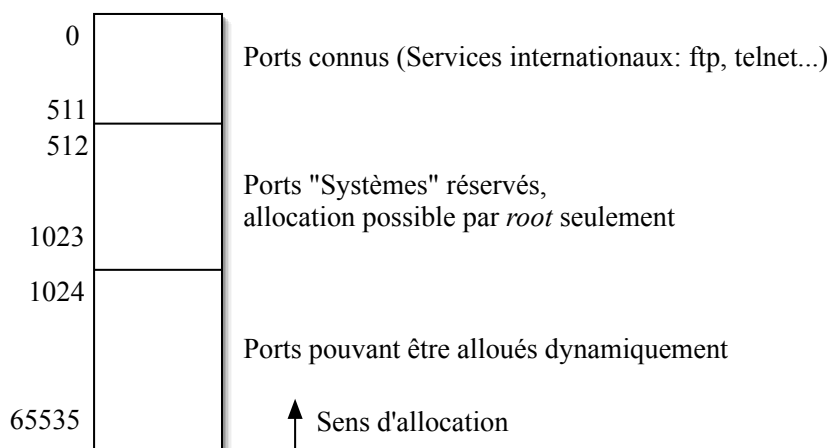 0
Ports connus (Services internationaux: ftp, telnet...)
511
512
Ports "Systèmes" réservés,
allocation possible par root seulement
1023
1024
Ports pouvant être alloués dynamiquement
65535
Sens d'allocation